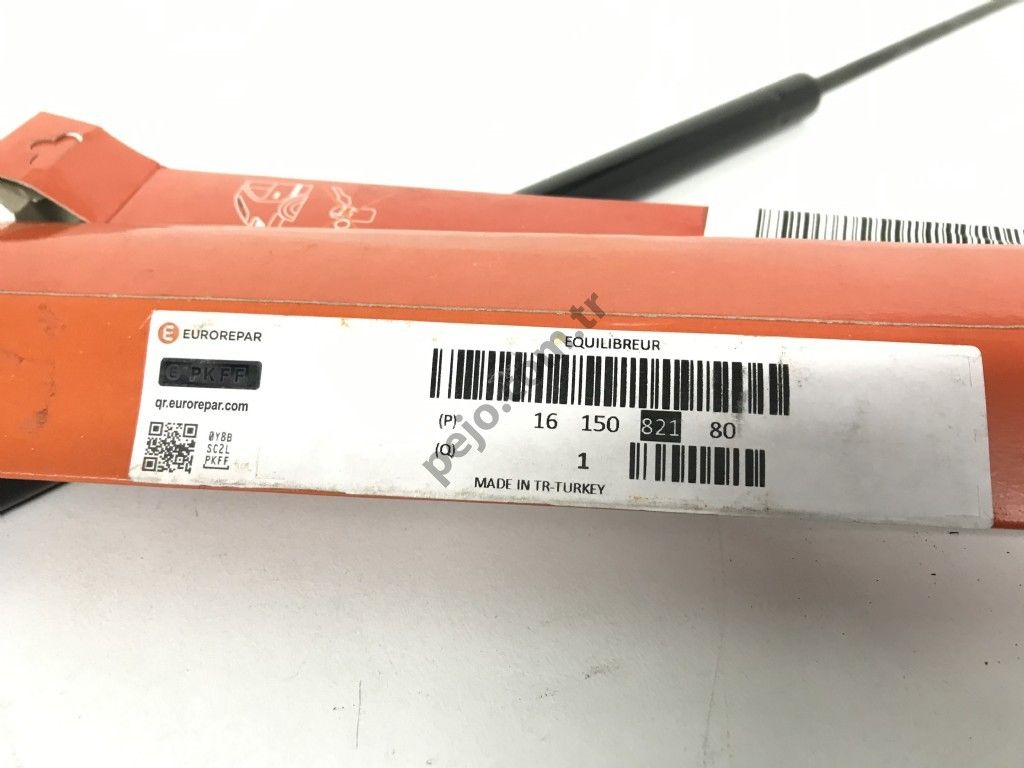 EUROREPAR
EQUILIBREUR
E PKFF
qr.eurorepar.com
(P) 16 150 821 80
0Y8B
SC2L
PKFF
(Q) 1
MADE IN TR-TURKEY
pejo.com.tr